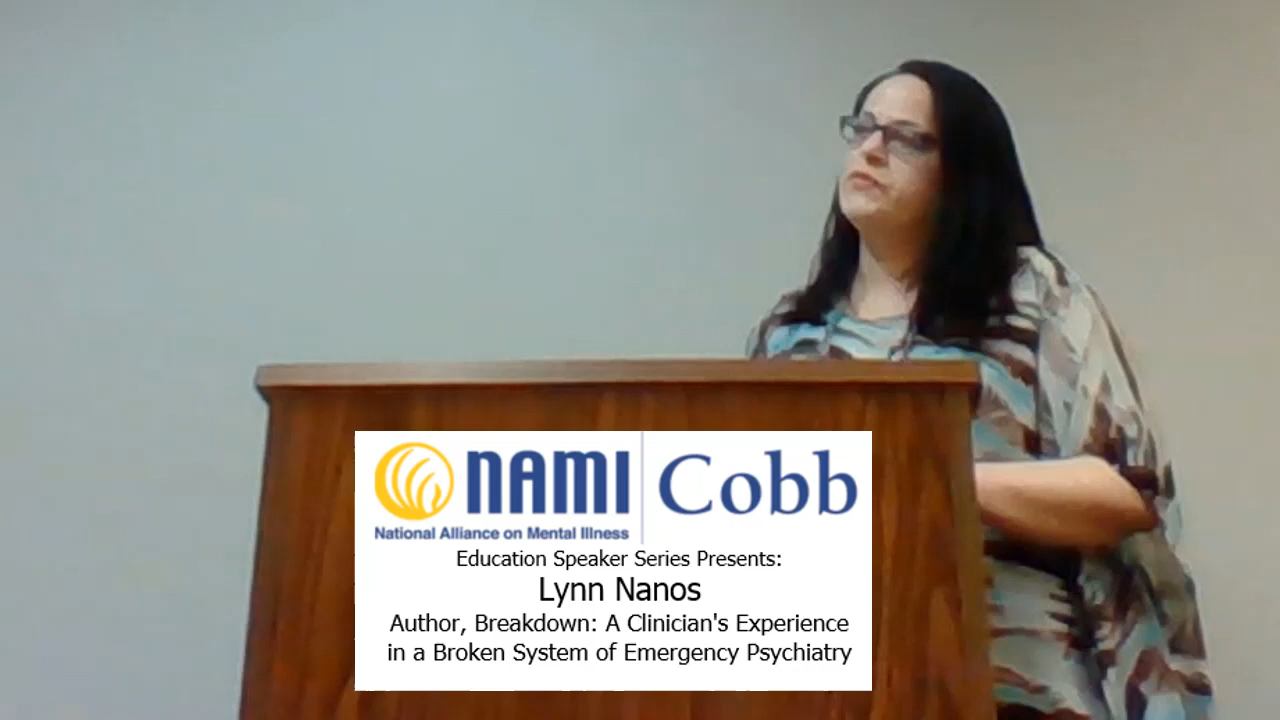 NAMI Cobb
National Alliance on Mental Illness
Education Speaker Series Presents:
Lynn Nanos
Author, Breakdown: A Clinician's Experience
in a Broken System of Emergency Psychiatry